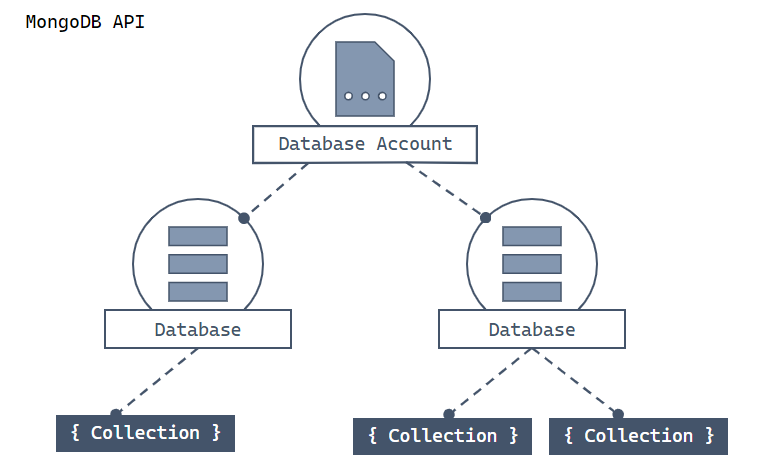 MongoDB API
Database Account
Database
Database
{ Collection }
{ Collection }
{ Collection }